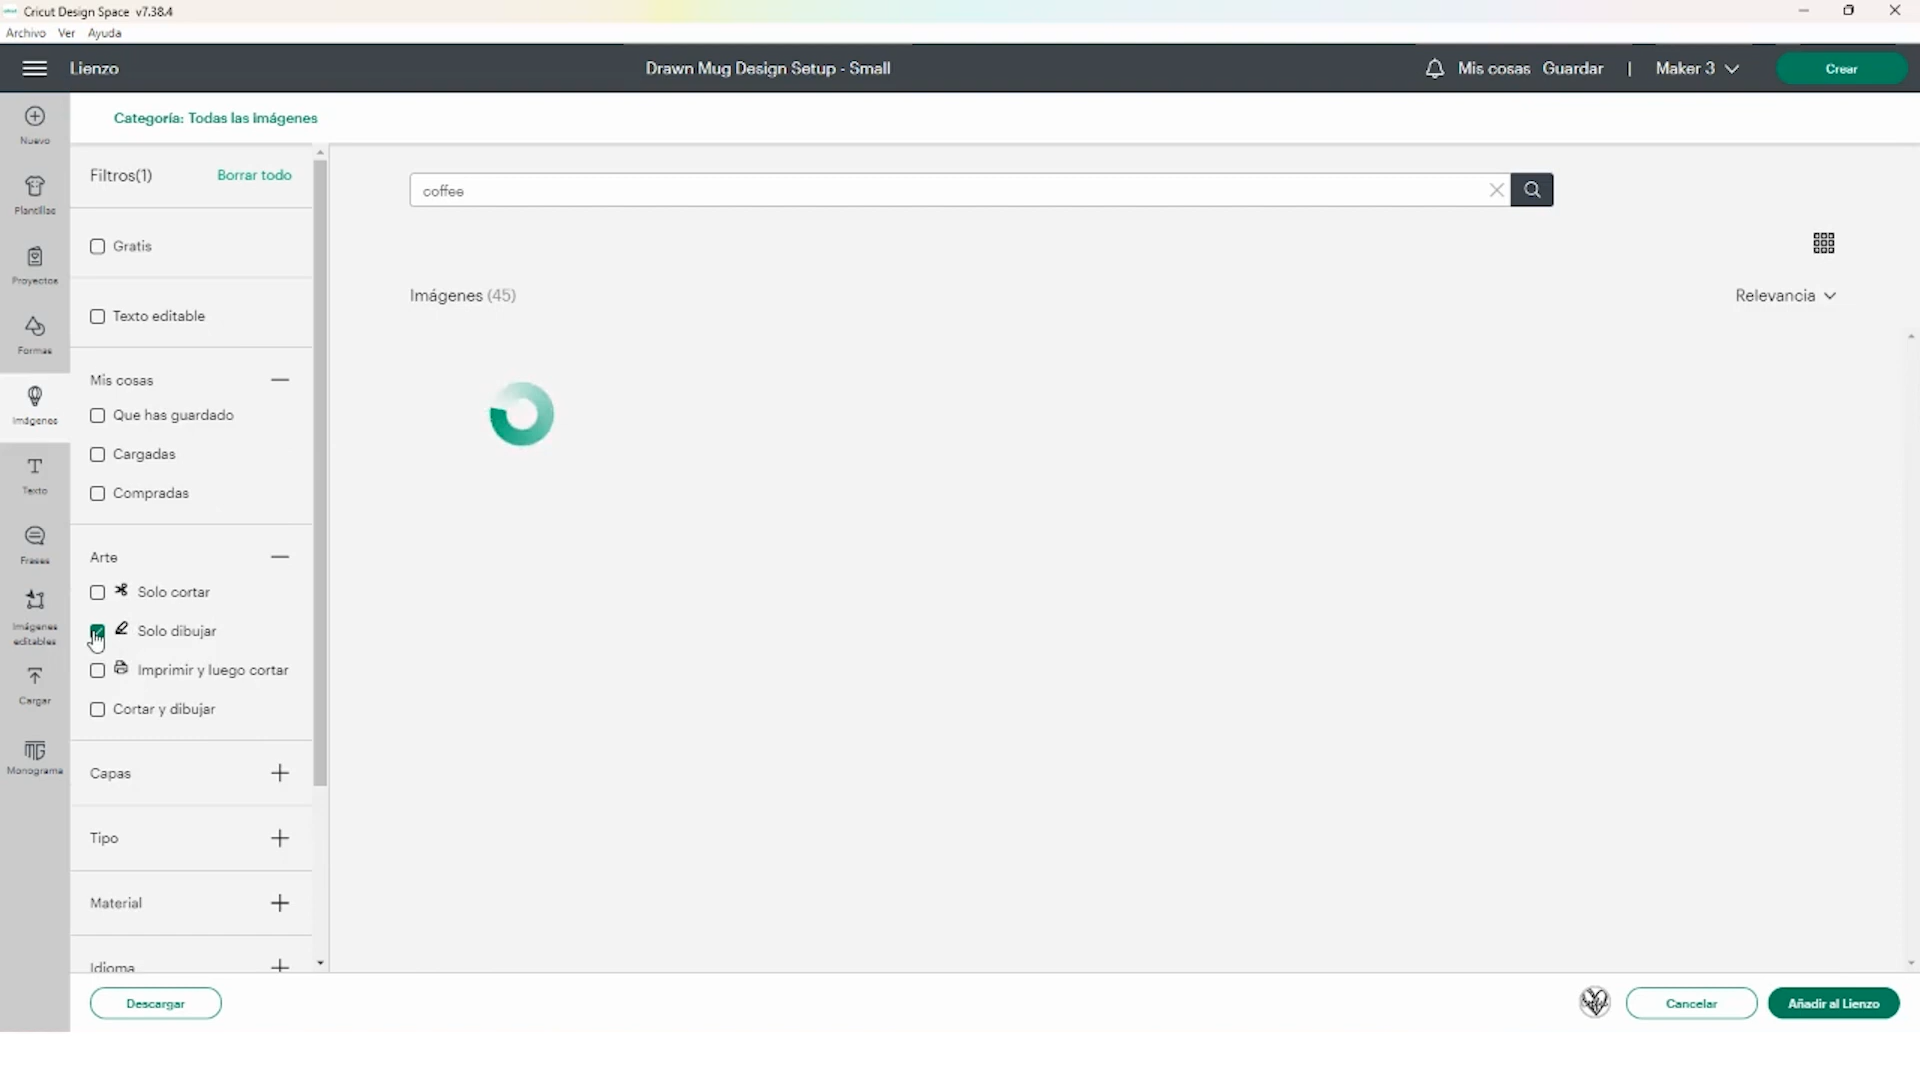 Cricut Design Space v7.38.4
Archivo Ver Ayuda
Lienzo
Drawn Mug Design Setup - Small
Mis cosas Guardar | Maker 3
Crear
Nuevo
Plantillas
Proyectos
Formas
Imágenes
Texto
Frases
Imágenes
editables
Cargar
Monograma
Categoría: Todas las imágenes
Filtros(1) Borrar todo
Gratis
Texto editable
Mis cosas
Que has guardado
Cargadas
Compradas
Arte
Solo cortar
Solo dibujar
Imprimir y luego cortar
Cortar y dibujar
Capas
Tipo
Material
Idioma
coffee
Imágenes (45)
Relevancia
Descargar
Cancelar
Añadir al Lienzo